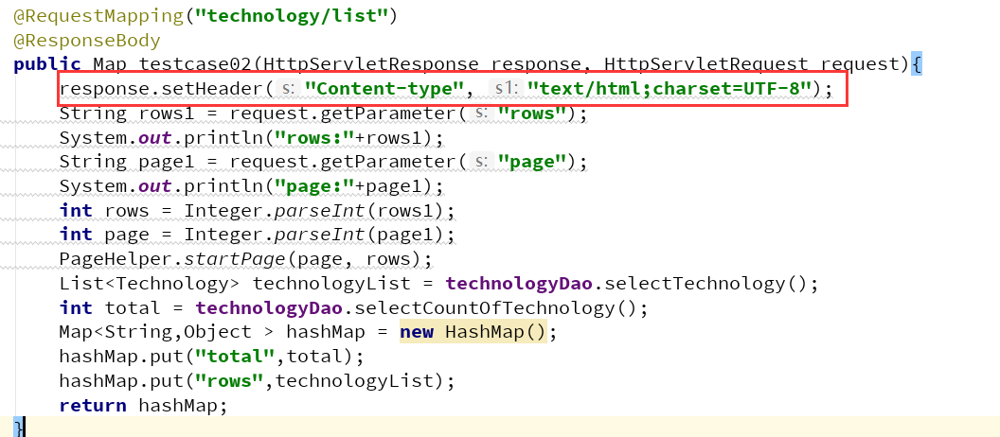 @RequestMapping("technology/list")
@ResponseBody
public Map testcase02(HttpServletResponse response, HttpServletRequest request){
response.setHeader( s: "Content-type", s1: "text/html;charset=UTF-8");
String rows1 = request.getParameter( s: "rows");
System.out.println("rows:"+rows1);
String page1 = request.getParameter( s: "page");
System.out.println("page:"+page1);
int rows = Integer.parseInt(rows1);
int page = Integer.parseInt(page1);
PageHelper.startPage(page, rows);
List<Technology> technologyList = technologyDao.selectTechnology();
int total = technologyDao.selectCountOfTechnology();
Map<String,Object > hashMap = new HashMap();
hashMap.put("total",total);
hashMap.put("rows",technologyList);
return hashMap;
}